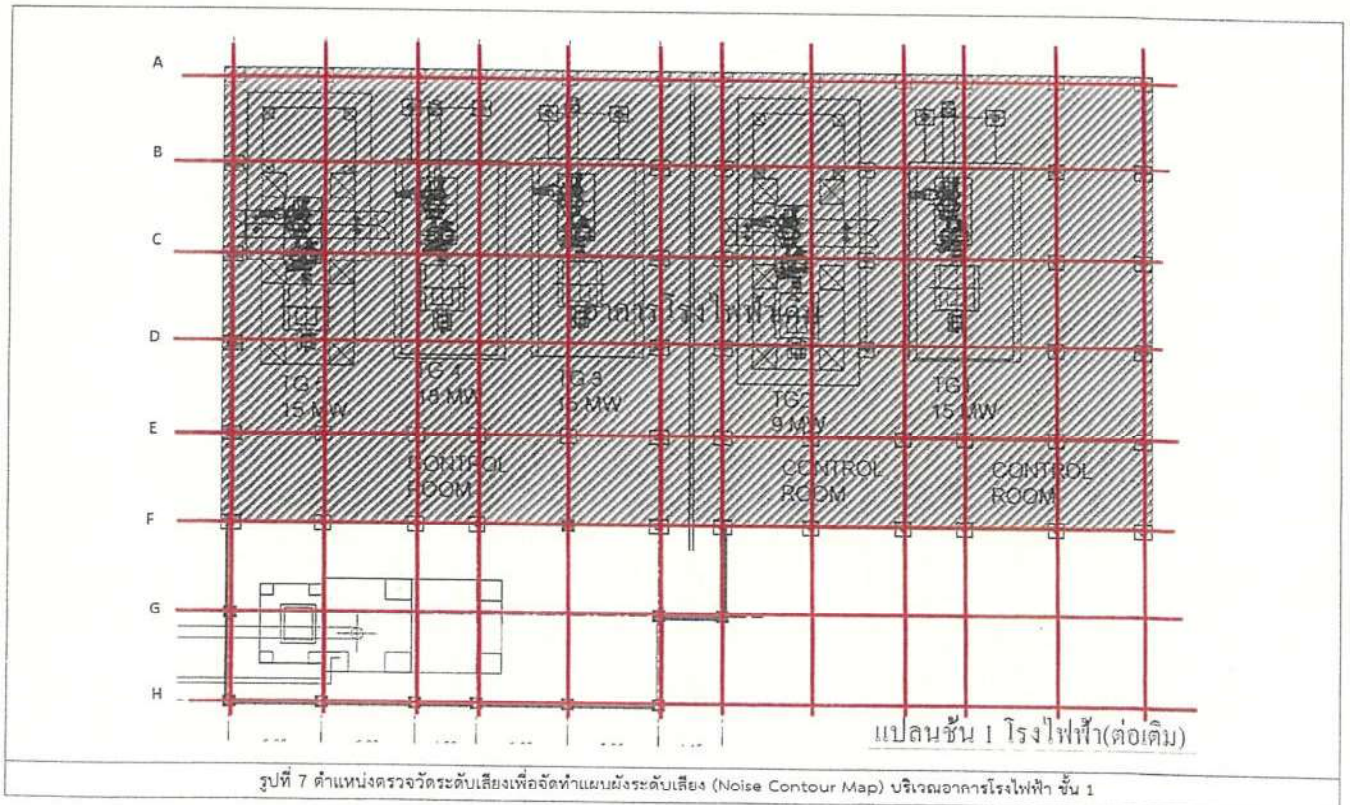 A
B
C
D
E
F
G
H
อาคารโรงไฟฟ้าเดิม
TG
15 MW
TG 4
18 MW
TG 3
15 MW
TG2
9 MW
TG1
15 MW
CONTROL
ROOM
CONTROL
ROOM
CONTROL
ROOM
แปลนชั้น 1 โรงไฟฟ้า(ต่อเติม)
รูปที่ 7 ตำแหน่งตรวจวัดระดับเสียงเพื่อจัดทำแผนผังระดับเสียง (Noise Contour Map) บริเวณอาคารโรงไฟฟ้า ชั้น 1